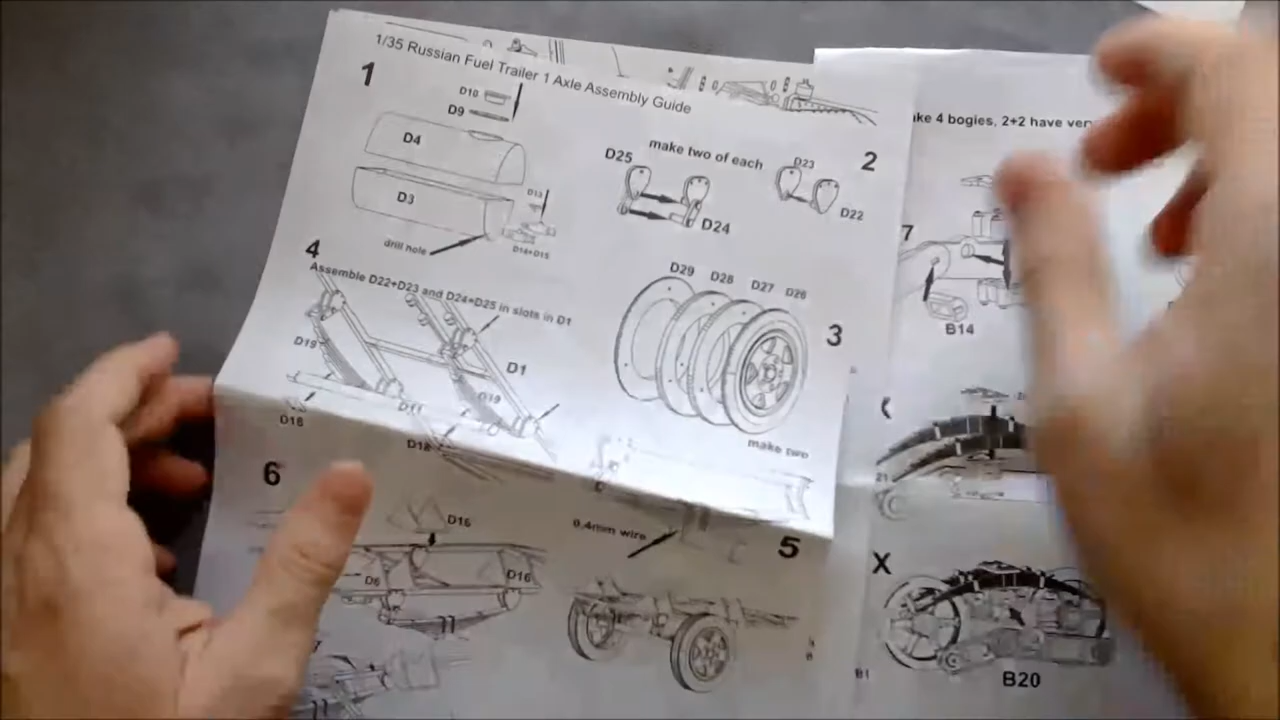 1/35 Russian Fuel Trailer 1 Axle Assembly Guide
1
D10
D9
D4
D3
D13
D14+D15
drill hole
2
make two of each
D25
D24
D23
D22
4
Assemble D22+D23 and D24+D25 in slots in D1
D19
D1
D19
D11
D18
D18
3
D29 D28 D27 D26
make two
6
D16
D6
D16
5
0,4mm wire
ke 4 bogies, 2+2 have ver
7
B14
21
X
B1
B20